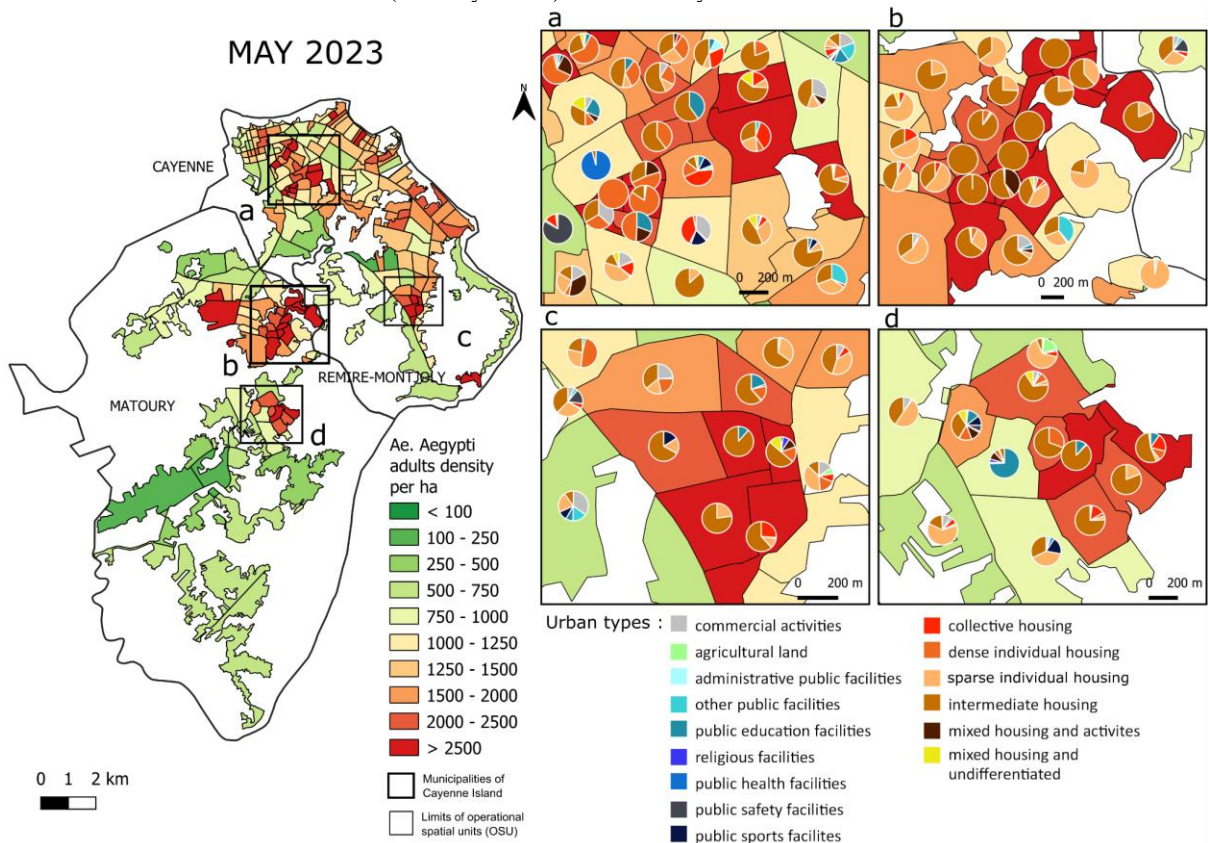 MAY 2023
CAYENNE
a
b
c
REMIRE-MONTJOLY
MATOURY
d
Ae. Aegypti
adults density
per ha
< 100
100 - 250
250 - 500
500 - 750
750 - 1000
1000 - 1250
1250 - 1500
1500 - 2000
2000 - 2500
> 2500
Municipalities of
Cayenne Island
Limits of operational
spatial units (OSU)
0 1 2 km
N
a
0 200 m
b
0 200 m
c
0 200 m
d
0 200 m
Urban types :
commercial activities
agricultural land
administrative public facilities
other public facilities
public education facilities
religious facilities
public health facilities
public safety facilities
public sports facilites
collective housing
dense individual housing
sparse individual housing
intermediate housing
mixed housing and activites
mixed housing and
undifferentiated